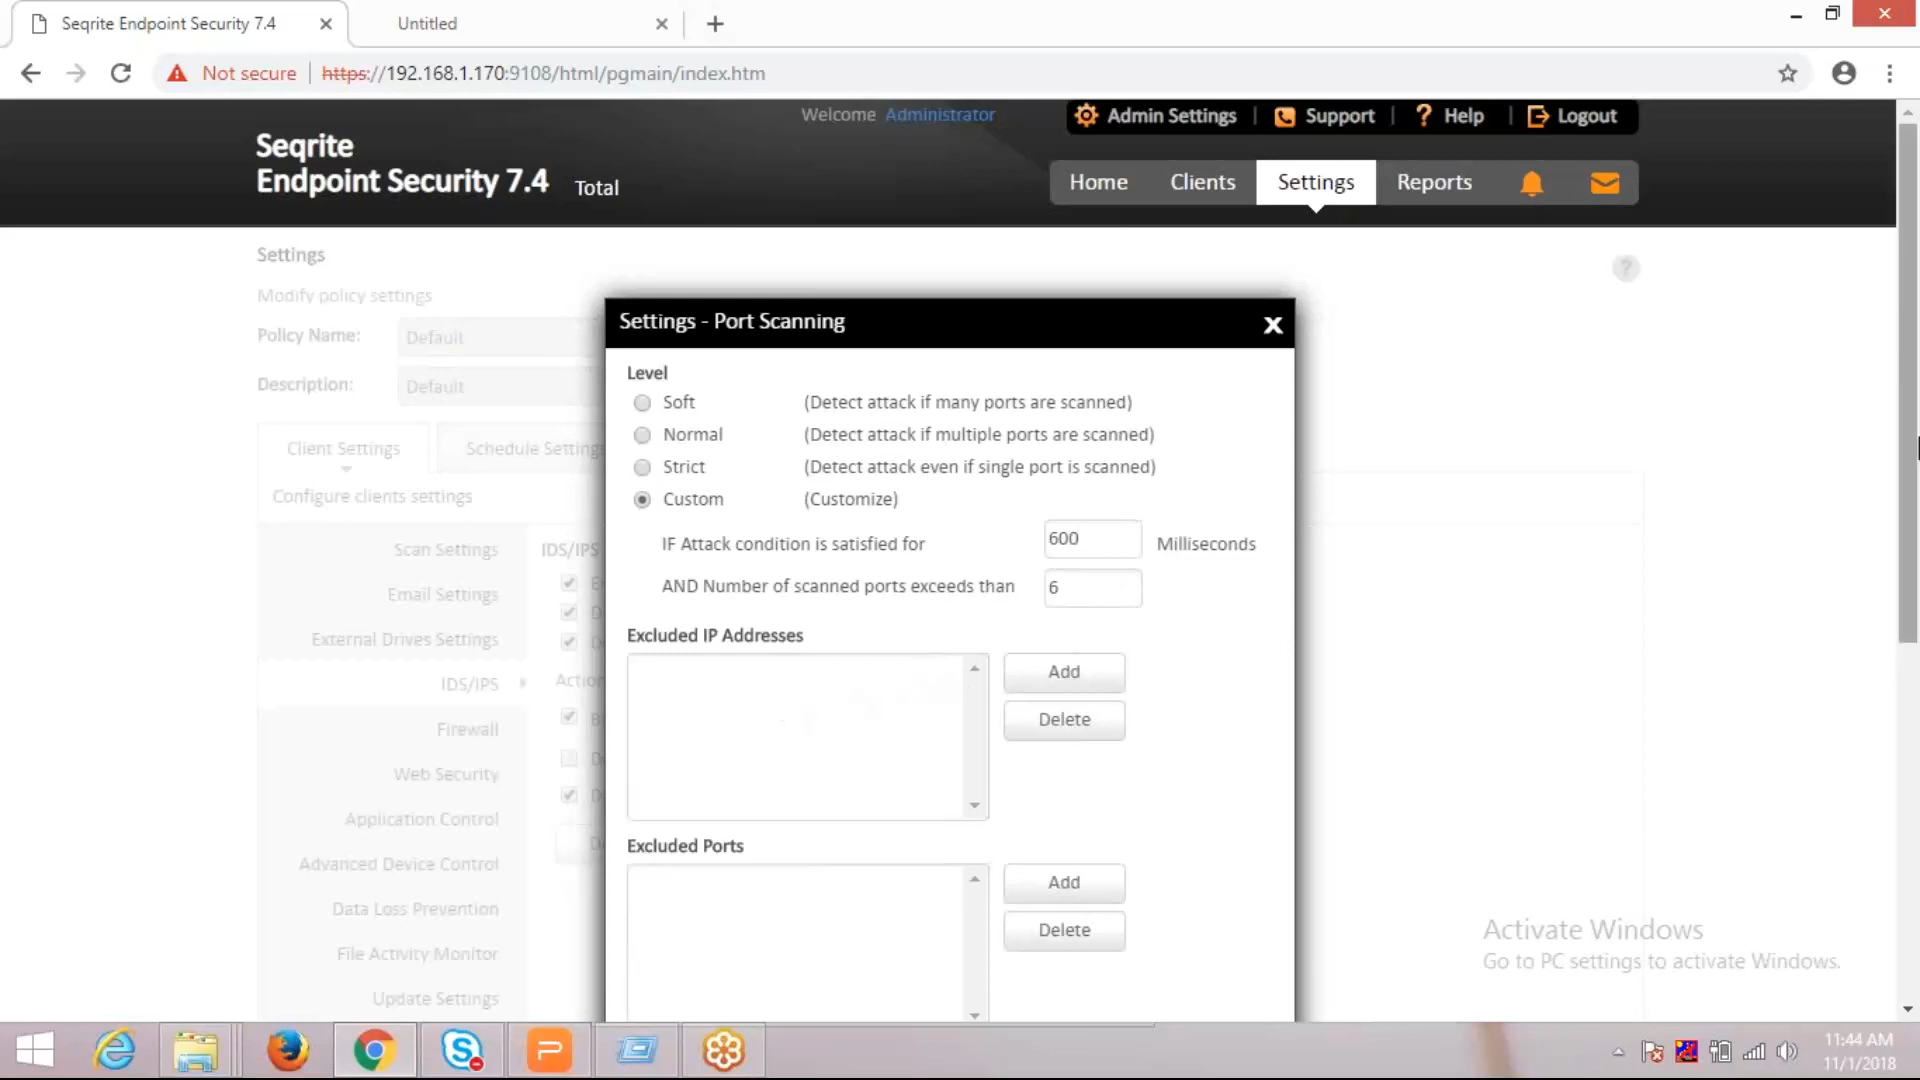 Seqrite Endpoint Security 7.4
Untitled
Not secure https://192.168.1.170:9108/html/pgmain/index.htm
Welcome Administrator
Admin Settings
Support
Help
Logout
Seqrite
Endpoint Security 7.4 Total
Home
Clients
Settings
Reports
Settings
Modify policy settings
Policy Name: Default
Description: Default
Client Settings
Schedule Settings
Configure clients settings
Scan Settings
Email Settings
External Drives Settings
IDS/IPS
Firewall
Web Security
Application Control
Advanced Device Control
Data Loss Prevention
File Activity Monitor
Update Settings
IDS/IPS
Settings - Port Scanning
X
Level
Soft (Detect attack if many ports are scanned)
Normal (Detect attack if multiple ports are scanned)
Strict (Detect attack even if single port is scanned)
Custom (Customize)
IF Attack condition is satisfied for 600 Milliseconds
AND Number of scanned ports exceeds than 6
Excluded IP Addresses
Add
Delete
Excluded Ports
Add
Delete
Activate Windows
Go to PC settings to activate Windows.
11:44 AM
11/1/2018